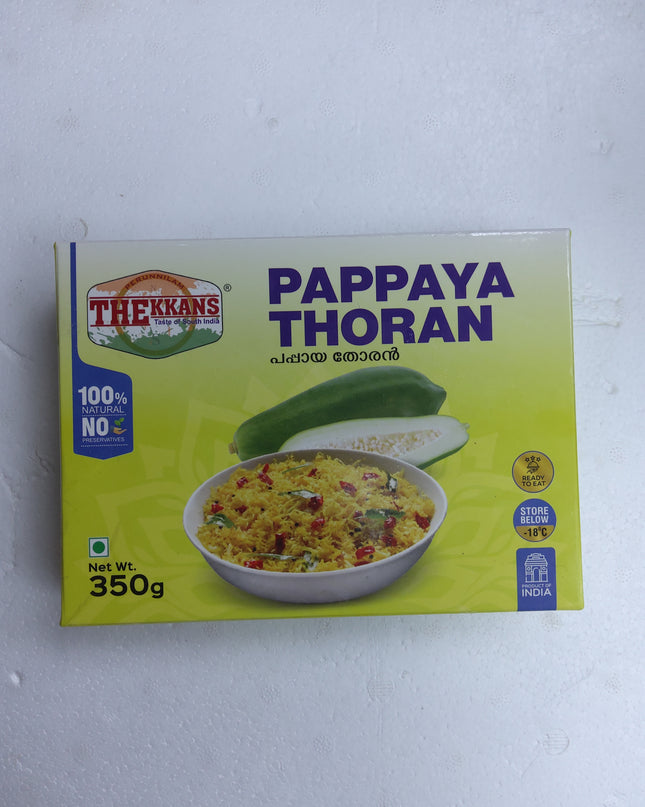 PERUNNILAM
THEKKANS
®
Taste of South India
PAPPAYA
THORAN
പപ്പായ തോരൻ
100%
NATURAL
NO
PRESERVATIVES
READY
TO EAT
STORE
BELOW
-18°C
PRODUCT OF
INDIA
Net Wt.
350g